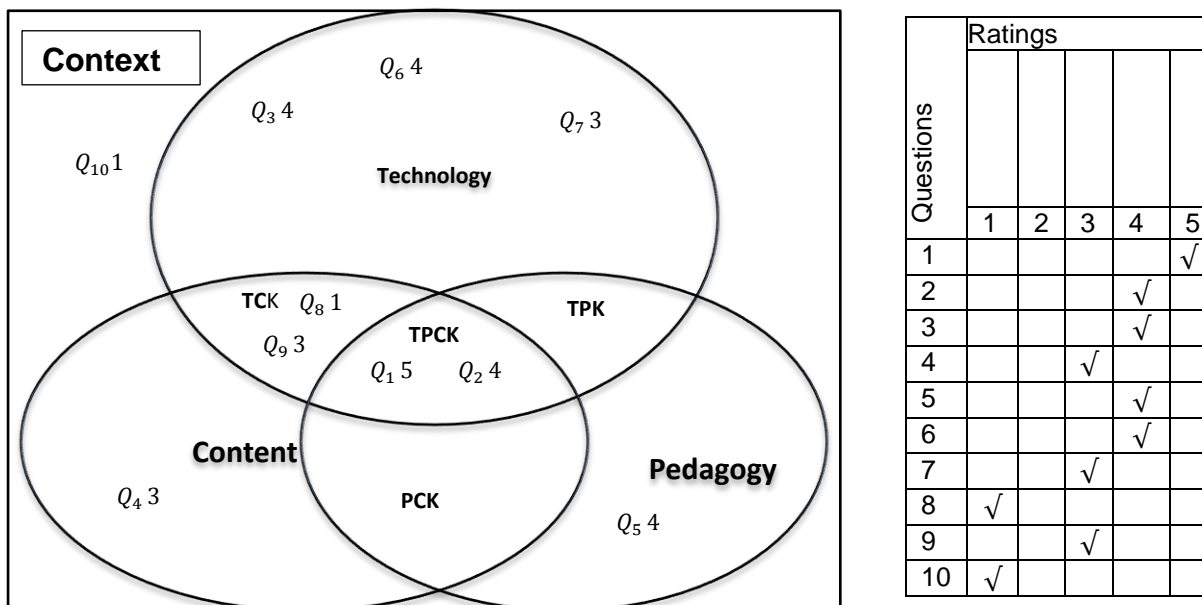 Context
Q₆ 4
Q₃ 4
Q₇ 3
Q₁₀ 1
Technology
TCK Q₈ 1
TPK
TPCK
Q₉ 3
Q₁ 5 Q₂ 4
Content
Pedagogy
Q₄ 3
PCK
Q₅ 4
Questions
Ratings
1 2 3 4 5
1 √
2 √
3 √
4 √
5 √
6 √
7 √
8 √
9 √
10 √